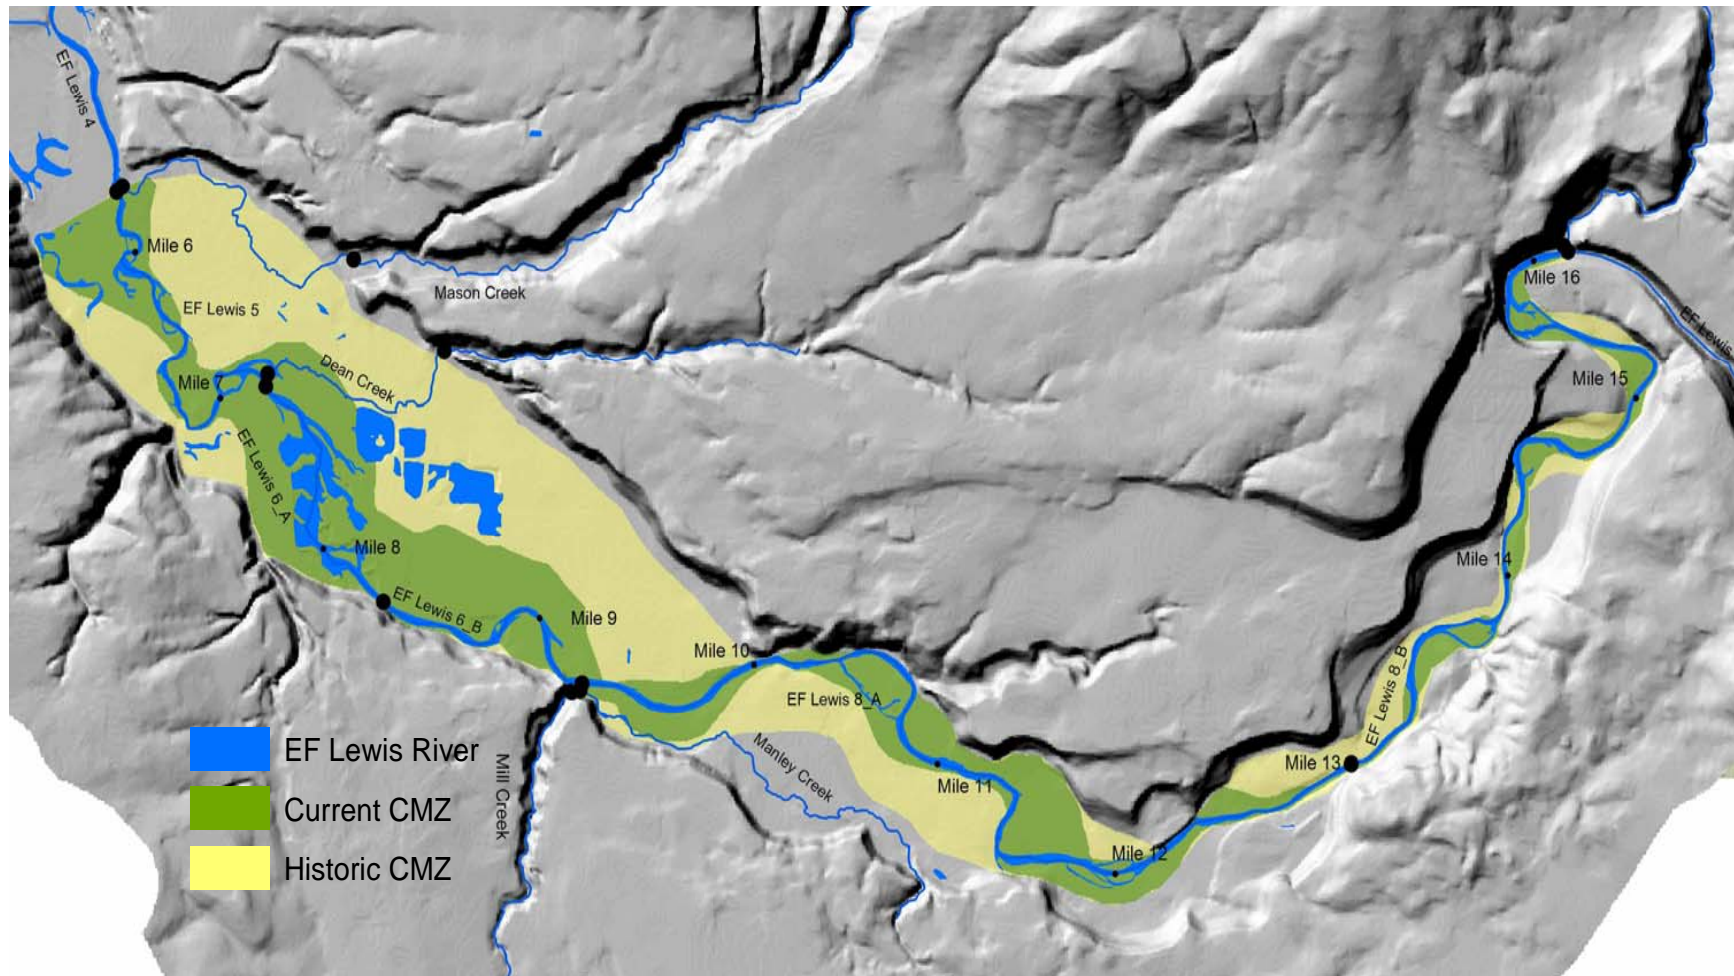 EF Lewis 4
Mile 6
Mile 16
Mason Creek
EF Lewis 5
EF Lewis
Mile 7
Dean Creek
Mile 15
EF Lewis 6_A
Mile 8
Mile 14
EF Lewis 6_B
Mile 9
Mile 10
EF Lewis 8_A
EF Lewis 8_B
Manley Creek
Mile 13
Mile 11
Mill Creek
Mile 12
EF Lewis River
Current CMZ
Historic CMZ